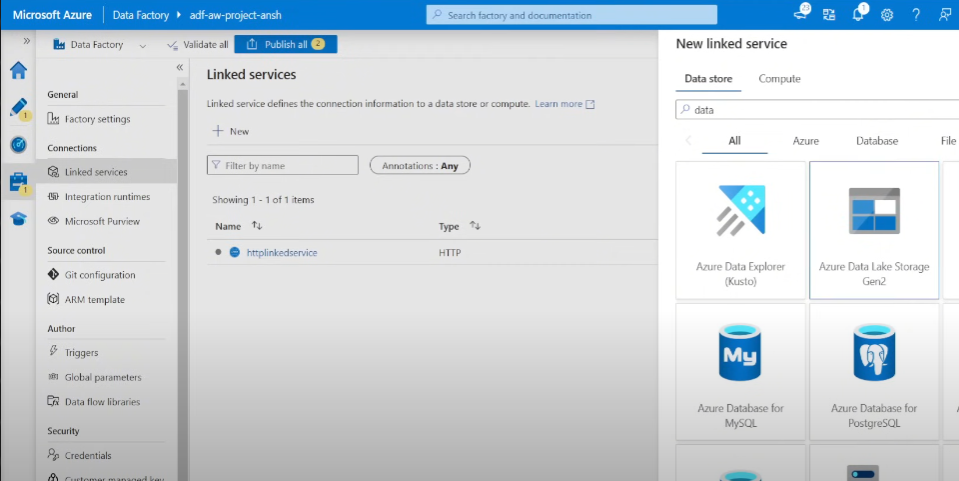 Microsoft Azure
Data Factory
adf-aw-project-ansh
Search factory and documentation
23
1
Data Factory
Validate all
Publish all
2
General
Factory settings
Connections
Linked services
Integration runtimes
Microsoft Purview
Source control
Git configuration
ARM template
Author
Triggers
Global parameters
Data flow libraries
Security
Credentials
Customer managed key
1
1
Linked services
Linked service defines the connection information to a data store or compute. Learn more
New
Filter by name
Annotations : Any
Showing 1 - 1 of 1 items
Name
Type
httplinkedservice
HTTP
New linked service
Data store
Compute
data
All
Azure
Database
File
Azure Data Explorer
(Kusto)
Azure Data Lake Storage
Gen2
My
Azure Database for
MySQL
Azure Database for
PostgreSQL